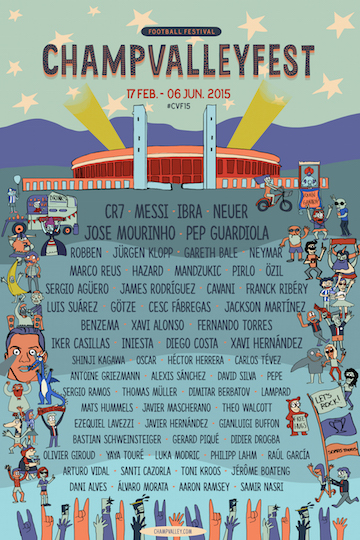 FOOTBALL FESTIVAL
CHAMPVALLEYFEST
17 FEB. - 06 JUN. 2015
#CVF15
CR7 · MESSI · IBRA · NEUER
JOSE MOURINHO · PEP GUARDIOLA
ROBBEN · JÜRGEN KLOPP · GARETH BALE · NEYMAR
MARCO REUS · HAZARD · MANDZUKIC · PIRLO · ÖZIL
SERGIO AGÜERO · JAMES RODRÍGUEZ · CAVANI · FRANCK RIBÉRY
LUIS SUÁREZ · GÖTZE · CESC FÁBREGAS · JACKSON MARTÍNEZ
BENZEMA · XAVI ALONSO · FERNANDO TORRES
IKER CASILLAS · INIESTA · DIEGO COSTA · XAVI HERNÁNDEZ
SHINJI KAGAWA · OSCAR · HÉCTOR HERRERA · CARLOS TÉVEZ
ANTOINE GRIEZMANN · ALEXIS SÁNCHEZ · DAVID SILVA · PEPE
SERGIO RAMOS · THOMAS MÜLLER · DIMITAR BERBATOV · LAMPARD
MATS HUMMELS · JAVIER MASCHERANO · THEO WALCOTT
EZEQUIEL LAVEZZI · JAVIER HERNÁNDEZ · GIANLUIGI BUFFON
BASTIAN SCHWEINSTEIGER · GERARD PIQUÉ · DIDIER DROGBA
OLIVIER GIROUD · YAYA TOURÉ · LUKA MODRIC · PHILIPP LAHM · RAÚL GARCÍA
ARTURO VIDAL · SANTI CAZORLA · TONI KROOS · JÉRÔME BOATENG
DANI ALVES · ÁLVARO MORATA · AARON RAMSEY · SAMIR NASRI
LET'S
ROCK!
FREE
HUGS!
CHAMPVALLEY.COM